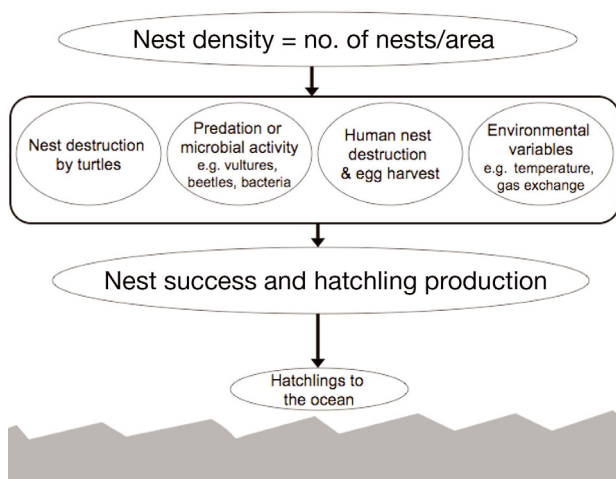 Nest density = no. of nests/area
Nest destruction
by turtles
Predation or
microbial activity
e.g. vultures,
beetles, bacteria
Human nest
destruction
& egg harvest
Environmental
variables
e.g. temperature,
gas exchange
Nest success and hatchling production
Hatchlings to
the ocean